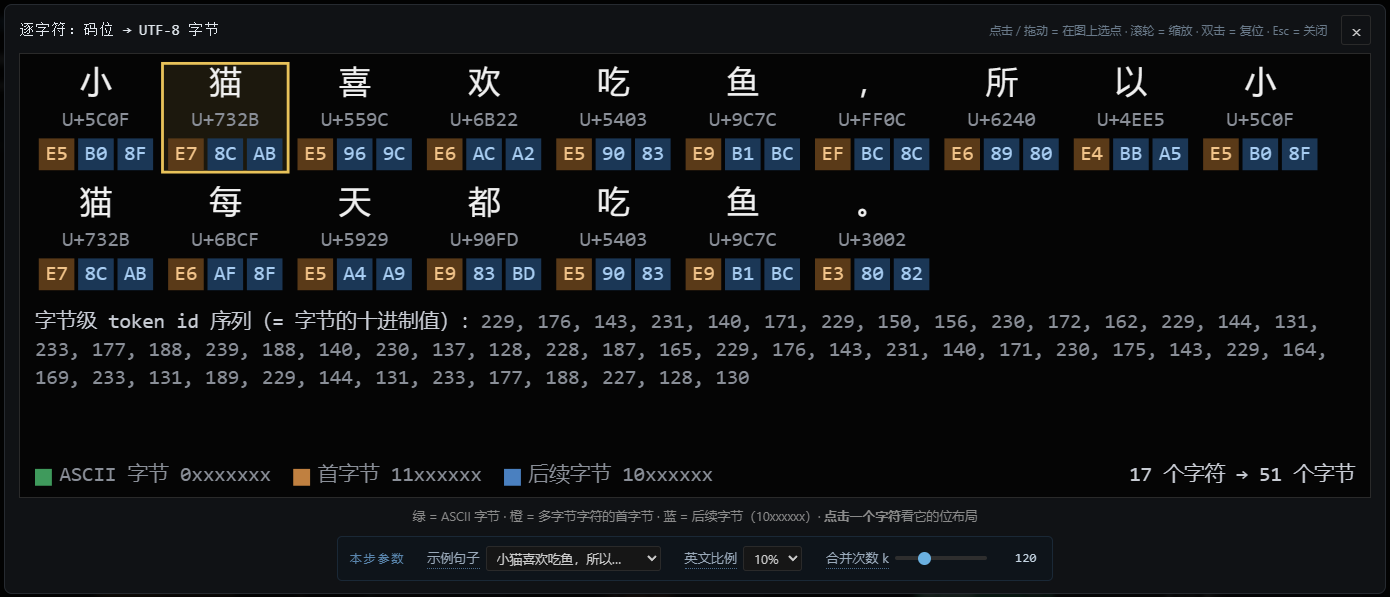 逐字符: 码位 → UTF-8 字节
点击 / 拖动 = 在图上选点 · 滚轮 = 缩放 · 双击 = 复位 · Esc = 关闭 ×
小 猫 喜 欢 吃 鱼 ， 所 以 小
U+5C0F U+732B U+559C U+6B22 U+5403 U+9C7C U+FF0C U+6240 U+4EE5 U+5C0F
E5 B0 8F E7 8C AB E5 96 9C E6 AC A2 E5 90 83 E9 B1 BC EF BC 8C E6 89 80 E4 BB A5 E5 B0 8F
猫 每 天 都 吃 鱼 。
U+732B U+6BCF U+5929 U+90FD U+5403 U+9C7C U+3002
E7 8C AB E6 AF 8F E5 A4 A9 E9 83 BD E5 90 83 E9 B1 BC E3 80 82
字节级 token id 序列（= 字节的十进制值）: 229, 176, 143, 231, 140, 171, 229, 150, 156, 230, 172, 162, 229, 144, 131,
233, 177, 188, 239, 188, 140, 230, 137, 128, 228, 187, 165, 229, 176, 143, 231, 140, 171, 230, 175, 143, 229, 164,
169, 233, 131, 189, 229, 144, 131, 233, 177, 188, 227, 128, 130
ASCII 字节 0xxxxxxx 首字节 11xxxxxx 后续字节 10xxxxxx 17 个字符 → 51 个字节
绿 = ASCII 字节 · 橙 = 多字节字符的首字节 · 蓝 = 后续字节（10xxxxxx）· 点击一个字符看它的位布局
本步参数 示例句子 小猫喜欢吃鱼，所以... 英文比例 10% 合并次数 k 120